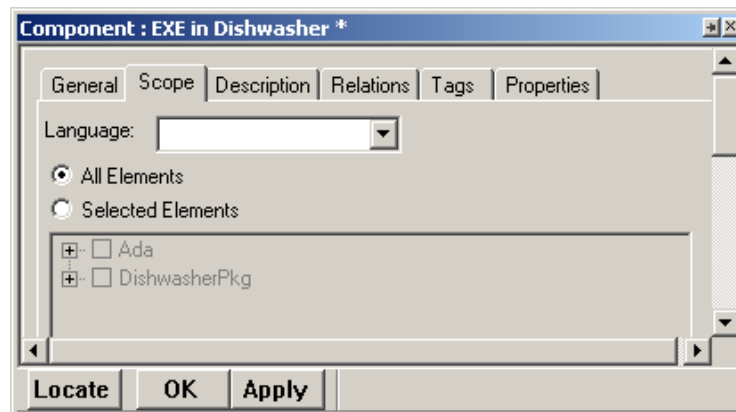 Component : EXE in Dishwasher *
General Scope Description Relations Tags Properties
Language:
All Elements
Selected Elements
Ada
DishwasherPkg
Locate OK Apply